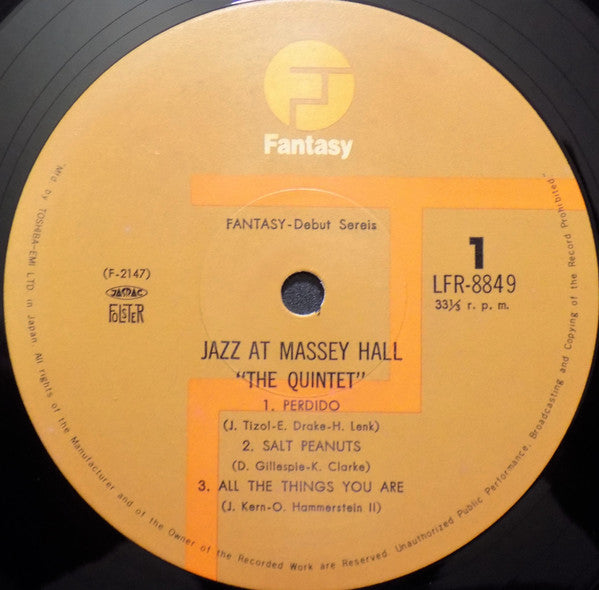 Fantasy
FANTASY-Debut Sereis
1
LFR-8849
33⅓ r. p. m.
(F-2147)
JASRAC
FOLSTER
JAZZ AT MASSEY HALL
"THE QUINTET"
1. PERDIDO
(J. Tizol-E. Drake-H. Lenk)
2. SALT PEANUTS
(D. Gillespie-K. Clarke)
3. ALL THE THINGS YOU ARE
(J. Kern-O. Hammerstein II)
"Mfd by TOSHIBA-EMI LTD in Japan. All rights of the Manufacturer and of the Owner of the Recorded Work are Reserved. Unauthorized Public Performance, Broadcasting and Copying of the Record Prohibited"